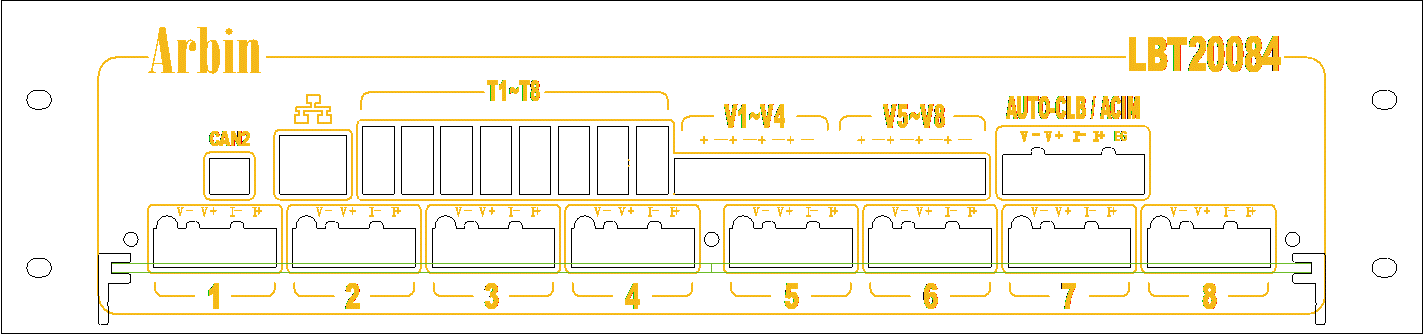 Arbin
LBT20084
T1~T8
V1~V4
V5~V8
AUTO-CLB / ACIM
CAN2
- + - + - + - +
+ - + - + - + -
V- V+ I- I+ ES
V- V+ I- I+
V- V+ I- I+
V- V+ I- I+
V- V+ I- I+
V- V+ I- I+
V- V+ I- I+
V- V+ I- I+
V- V+ I- I+
1
2
3
4
5
6
7
8